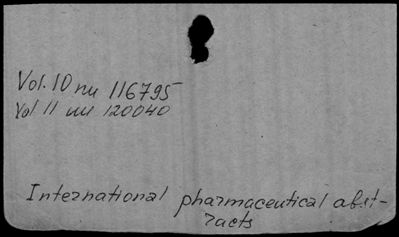 Vol. 10 nu 116795
Vol 11 nu 120040
International pharmaceutical abst-
racts